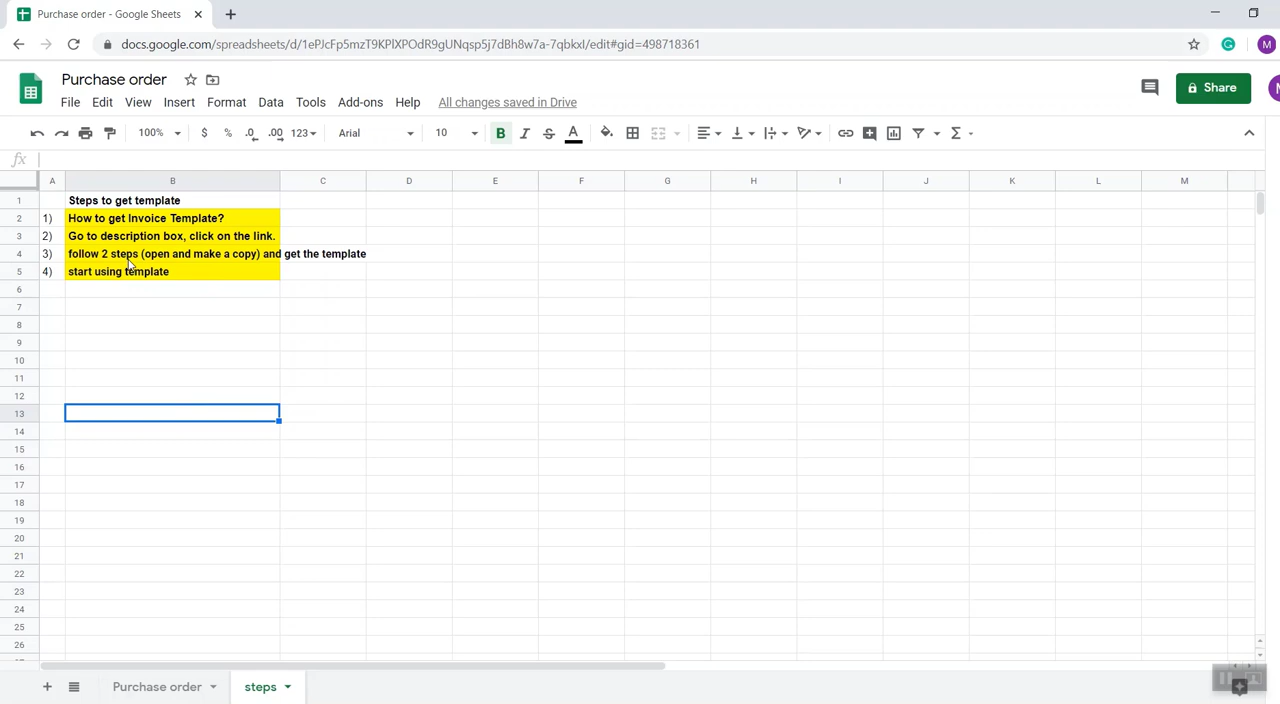 Purchase order - Google Sheets
docs.google.com/spreadsheets/d/1ePJcFp5mzT9KPlXPOdR9gUNqsp5j7dBh8w7a-7qbkxI/edit#gid=498718361
M
Purchase order
File Edit View Insert Format Data Tools Add-ons Help All changes saved in Drive
Share
100% $ % .0 .00 123 Arial 10 B I S A Σ
fx
A B C D E F G H I J K L M
1 Steps to get template
2 1) How to get Invoice Template?
3 2) Go to description box, click on the link.
4 3) follow 2 steps (open and make a copy) and get the template
5 4) start using template
6
7
8
9
10
11
12
13
14
15
16
17
18
19
20
21
22
23
24
25
26
Purchase order steps